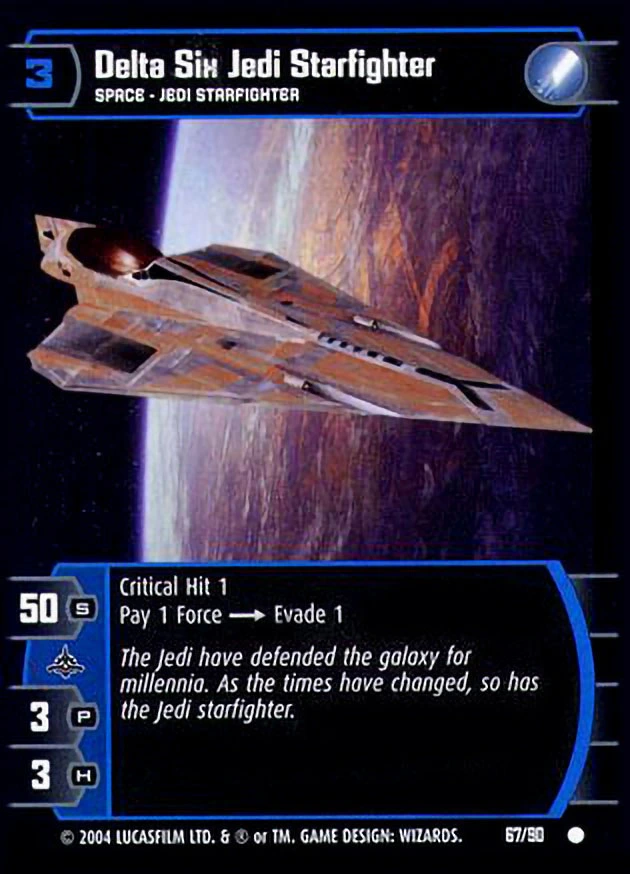 3
Delta Six Jedi Starfighter
SPACE - JEDI STARFIGHTER
50 S
3 P
3 H
Critical Hit 1
Pay 1 Force → Evade 1
The Jedi have defended the galaxy for
millennia. As the times have changed, so has
the Jedi starfighter.
© 2004 LUCASFILM LTD. & ® or TM. GAME DESIGN: WIZARDS. 67/90